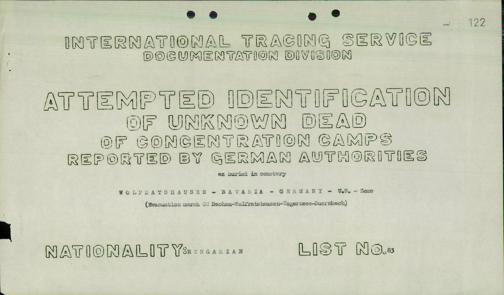 122
INTERNATIONAL TRACING SERVICE
DOCUMENTATION DIVISION
ATTEMPTED IDENTIFICATION
OF UNKNOWN DEAD
OF CONCENTRATION CAMPS
REPORTED BY GERMAN AUTHORITIES
as buried in cemetery
WOLFRATSHAUSEN - BAVARIA - GERMANY - U.S. - Zone
(Evacuation march CC Dachau-Wolfratshausen-Tegernsee-Duernbach)
NATIONALITY: HUNGARIAN LIST No. 83